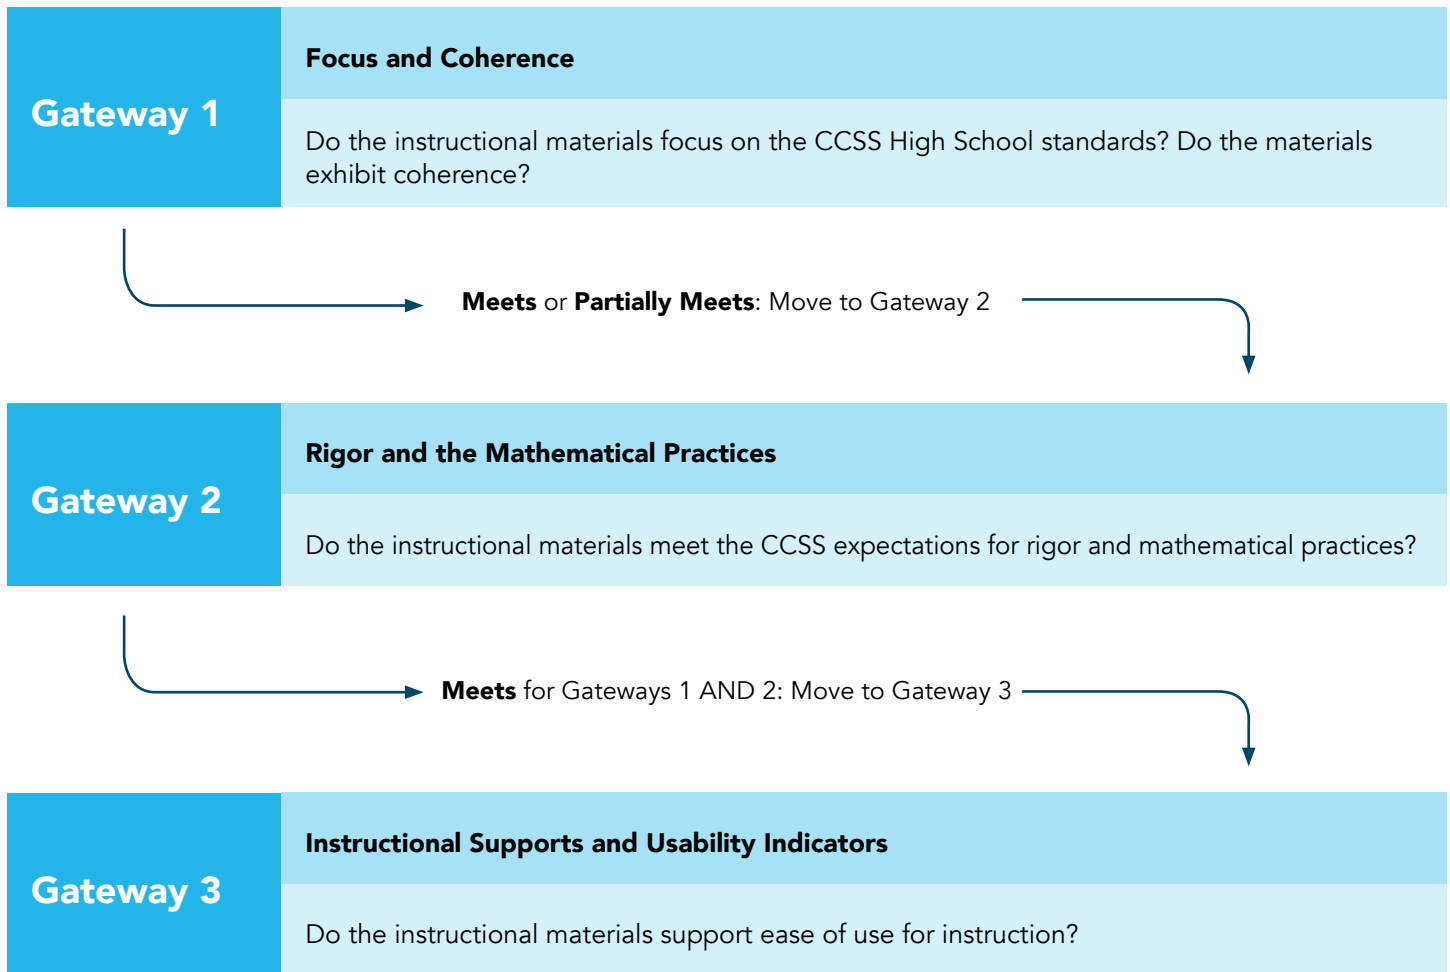 Gateway 1
Focus and Coherence
Do the instructional materials focus on the CCSS High School standards? Do the materials
exhibit coherence?
Meets or Partially Meets: Move to Gateway 2
Gateway 2
Rigor and the Mathematical Practices
Do the instructional materials meet the CCSS expectations for rigor and mathematical practices?
Meets for Gateways 1 AND 2: Move to Gateway 3
Gateway 3
Instructional Supports and Usability Indicators
Do the instructional materials support ease of use for instruction?